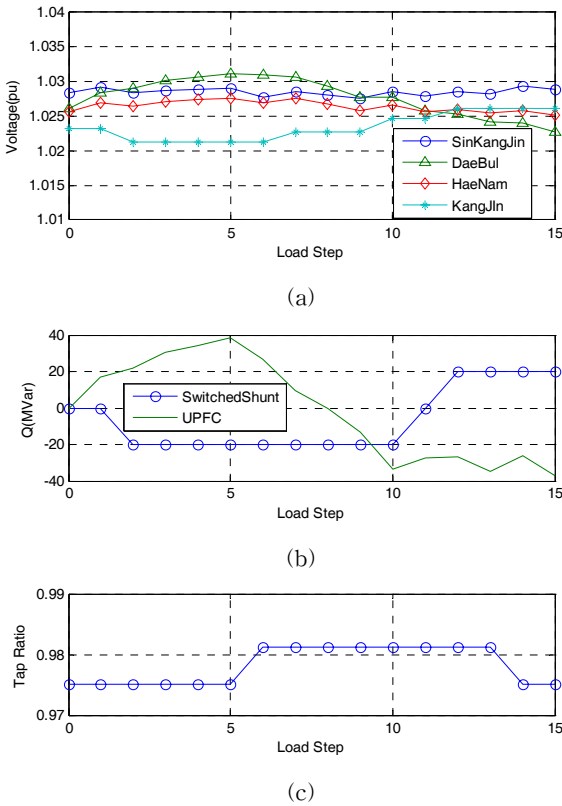 1.04
1.035
1.03
1.025
1.02
1.015
1.01
Voltage(pu)
SinKangJin
DaeBul
HaeNam
KangJIn
0 5 10 15
Load Step
(a)
40
20
0
-20
-40
Q(MVar)
SwitchedShunt
UPFC
0 5 10 15
Load Step
(b)
0.99
0.98
0.97
Tap Ratio
0 5 10 15
Load Step
(c)